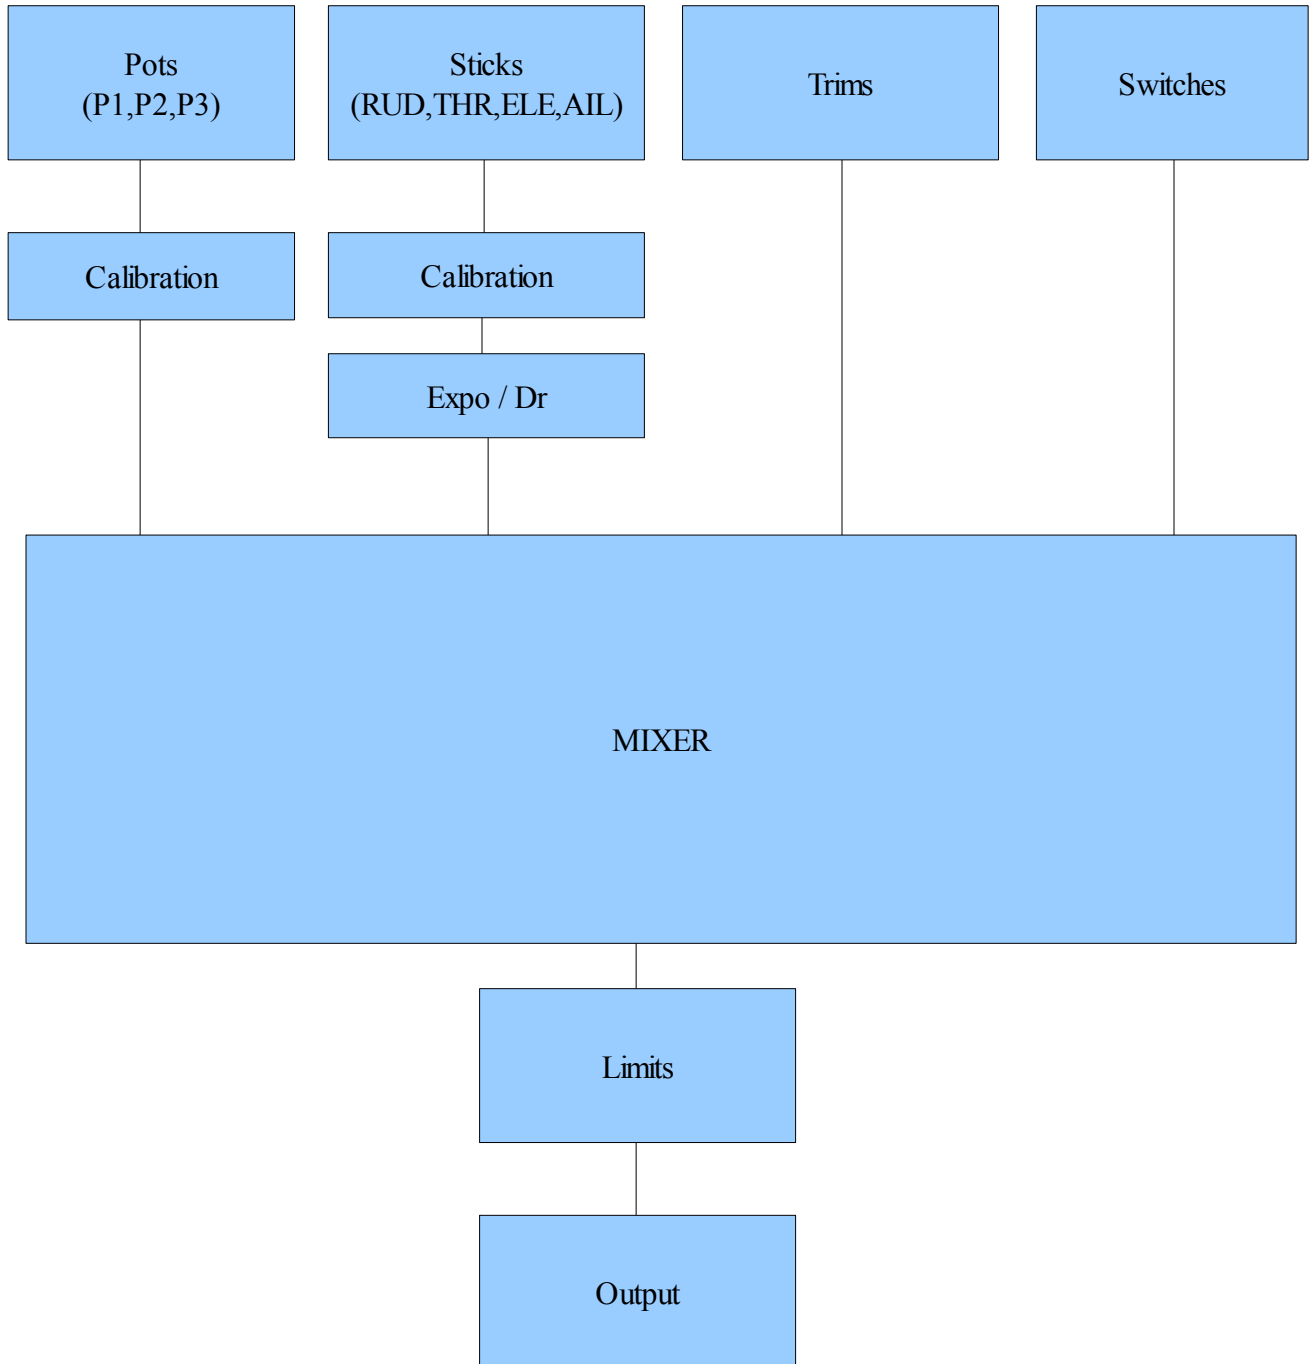 Pots
(P1,P2,P3)
Sticks
(RUD,THR,ELE,AIL)
Trims
Switches
Calibration
Calibration
Expo / Dr
MIXER
Limits
Output